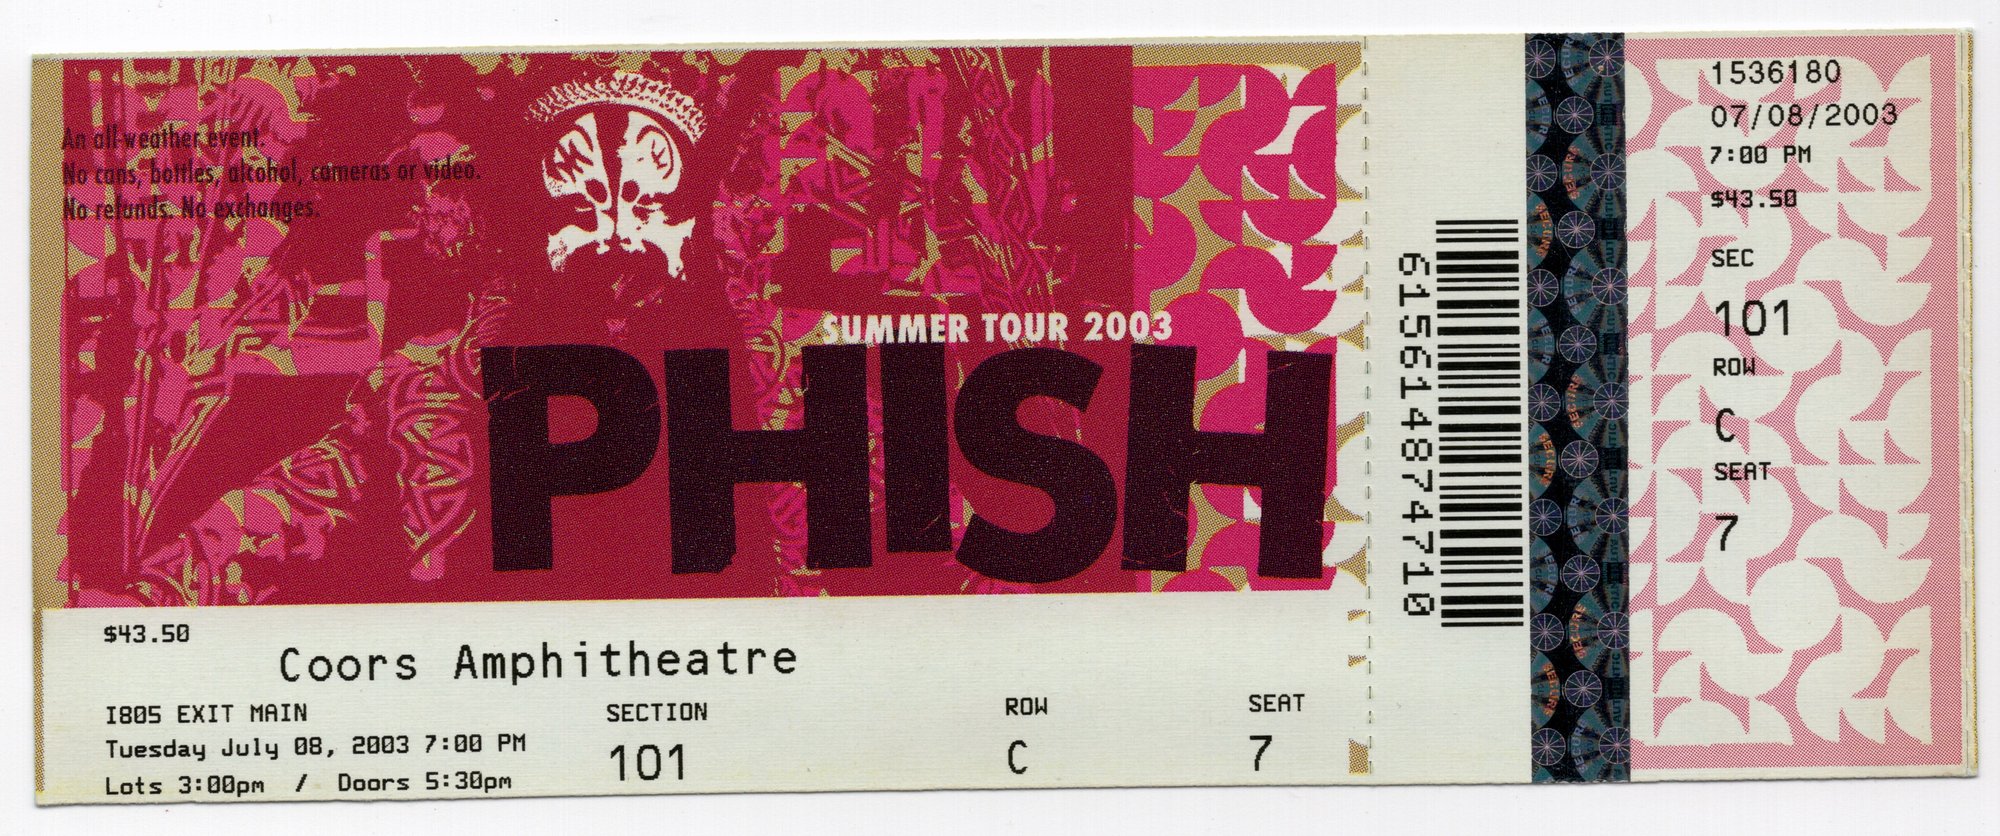 An all-weather event.
No cans, bottles, alcohol, cameras or video.
No refunds. No exchanges.
SUMMER TOUR 2003
PHISH
$43.50
Coors Amphitheatre
I805 EXIT MAIN
Tuesday July 08, 2003 7:00 PM
Lots 3:00pm / Doors 5:30pm
SECTION
101
ROW
C
SEAT
7
615614874710
SECURE
AUTHENTIC
1536180
07/08/2003
7:00 PM
$43.50
SEC
101
ROW
C
SEAT
7